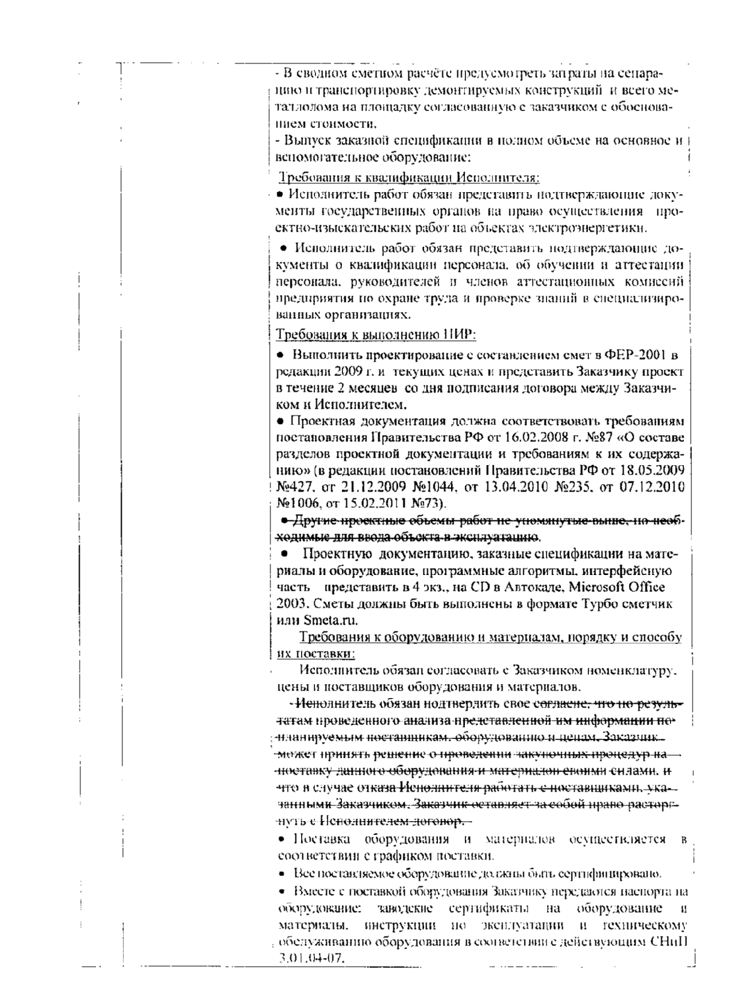 - В сводном сметном расчёте предусмотреть затраты на сепара-
цию и транспортировку демонтируемых конструкций и всего ме-
таллолома на площадку согласованную с заказчиком с обоснова-
нием стоимости.
- Выпуск заказной спецификации в полном объеме на основное и
вспомогательное оборудование:
Требования к квалификации Исполнителя:
● Исполнитель работ обязан представить подтверждающие доку-
менты государственных органов на право осуществления про-
ектно-изыскательских работ на объектах электроэнергетики.
● Исполнитель работ обязан представить подтверждающие до-
кументы о квалификации персонала, об обучении и аттестации
персонала, руководителей и членов аттестационных комиссий
предприятия по охране труда и проверке знаний в специализиро-
ванных организациях.
Требования к выполнению ПИР:
● Выполнить проектирование с составлением смет в ФЕР-2001 в
редакции 2009 г. и текущих ценах и представить Заказчику проект
в течение 2 месяцев со дня подписания договора между Заказчи-
ком и Исполнителем.
● Проектная документация должна соответствовать требованиям
постановления Правительства РФ от 16.02.2008 г. №87 «О составе
разделов проектной документации и требованиям к их содержа-
нию» (в редакции постановлений Правительства РФ от 18.05.2009
№427, от 21.12.2009 №1044, от 13.04.2010 №235, от 07.12.2010
№1006, от 15.02.2011 №73).
● Другие проектные объемы работ не упомянутые выше, но необ-
ходимые для ввода объекта в эксплуатацию.
● Проектную документацию, заказные спецификации на мате-
риалы и оборудование, программные алгоритмы, интерфейсную
часть представить в 4 экз., на CD в Автокаде, Microsoft Office
2003. Сметы должны быть выполнены в формате Турбо сметчик
или Smeta.ru.
Требования к оборудованию и материалам, порядку и способу
их поставки:
Исполнитель обязан согласовать с Заказчиком номенклатуру,
цены и поставщиков оборудования и материалов.
- Исполнитель обязан подтвердить свое согласие, что по резуль-
татам проведенного анализа представленной им информации по
планируемым поставщикам, оборудованию и ценам, Заказчик
может принять решение о проведении закупочных процедур на
поставку данного оборудования и материалов своими силами, и
что в случае отказа Исполнителя работать с поставщиками, ука-
занными Заказчиком, Заказчик оставляет за собой право расторг-
нуть с Исполнителем договор.
● Поставка оборудования и материалов осуществляется в
соответствии с графиком поставки.
● Все поставляемое оборудование должны быть сертифицировано.
● Вместе с поставкой оборудования Заказчику передаются паспорта на
оборудование; заводские сертификаты на оборудование и
материалы, инструкции по эксплуатации и техническому
обслуживанию оборудования в соответствии с действующим СНиП
3.01.04-07.